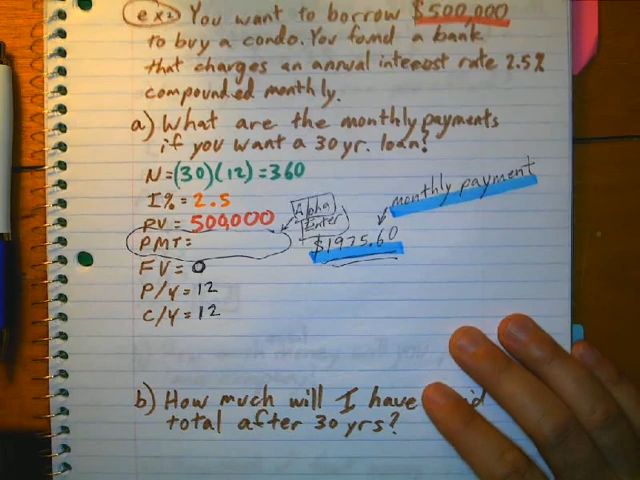 ex2 You want to borrow $500,000
to buy a condo. You found a bank
that charges an annual interest rate 2.5%
compounded monthly.
a) What are the monthly payments
if you want a 30 yr. loan?
N=(30)(12)=360
I%= 2.5
PV= 500,000
Alpha
Enter
monthly payment
PMT:
$1975.60
FV= 0
P/Y= 12
C/Y= 12
b) How much will I have
total after 30 yrs?